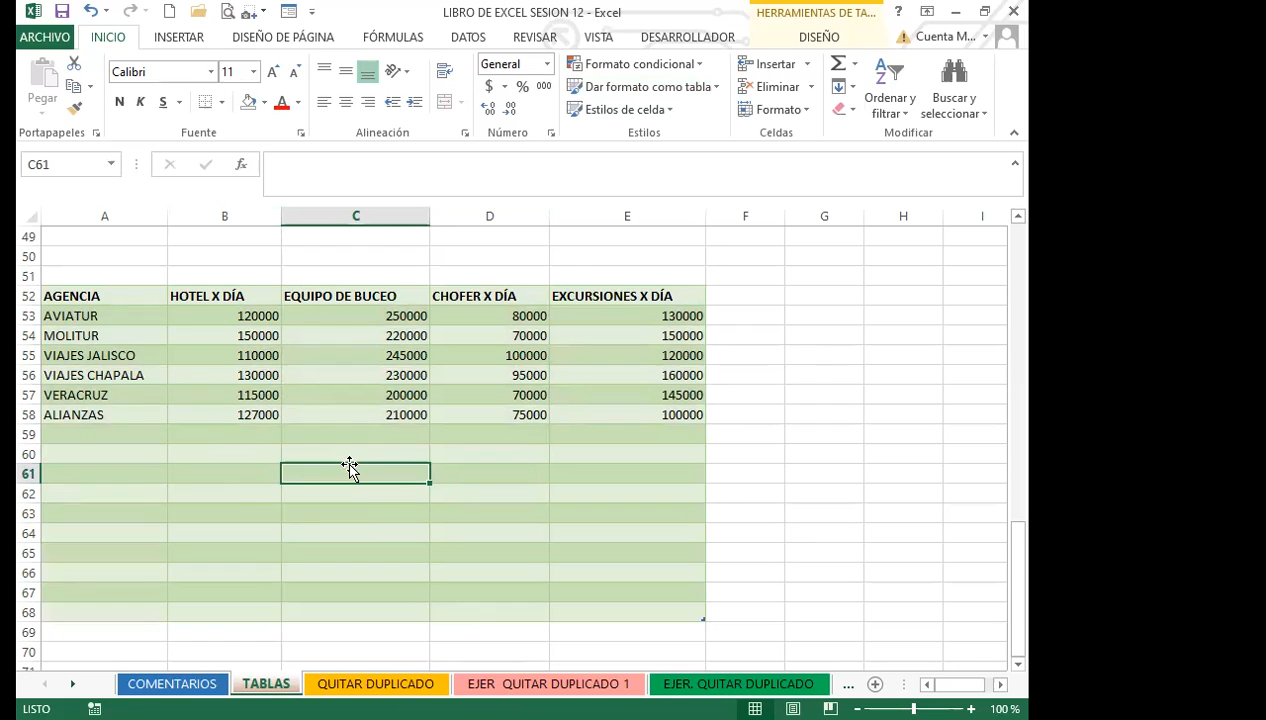 LIBRO DE EXCEL SESION 12 - Excel
HERRAMIENTAS DE TA...
?
ARCHIVO INICIO INSERTAR DISEÑO DE PÁGINA FÓRMULAS DATOS REVISAR VISTA DESARROLLADOR DISEÑO Cuenta M...
Pegar
Calibri 11
N K S
General
$ % 000
Formato condicional
Dar formato como tabla
Estilos de celda
Insertar
Eliminar
Formato
Ordenar y filtrar
Buscar y seleccionar
Portapapeles Fuente Alineación Número Estilos Celdas Modificar
C61 fx
A B C D E F G H I
49
50
51
52 AGENCIA HOTEL X DÍA EQUIPO DE BUCEO CHOFER X DÍA EXCURSIONES X DÍA
53 AVIATUR 120000 250000 80000 130000
54 MOLITUR 150000 220000 70000 150000
55 VIAJES JALISCO 110000 245000 100000 120000
56 VIAJES CHAPALA 130000 230000 95000 160000
57 VERACRUZ 115000 200000 70000 145000
58 ALIANZAS 127000 210000 75000 100000
59
60
61
62
63
64
65
66
67
68
69
70
COMENTARIOS TABLAS QUITAR DUPLICADO EJER QUITAR DUPLICADO 1 EJER. QUITAR DUPLICADO ...
LISTO 100 %